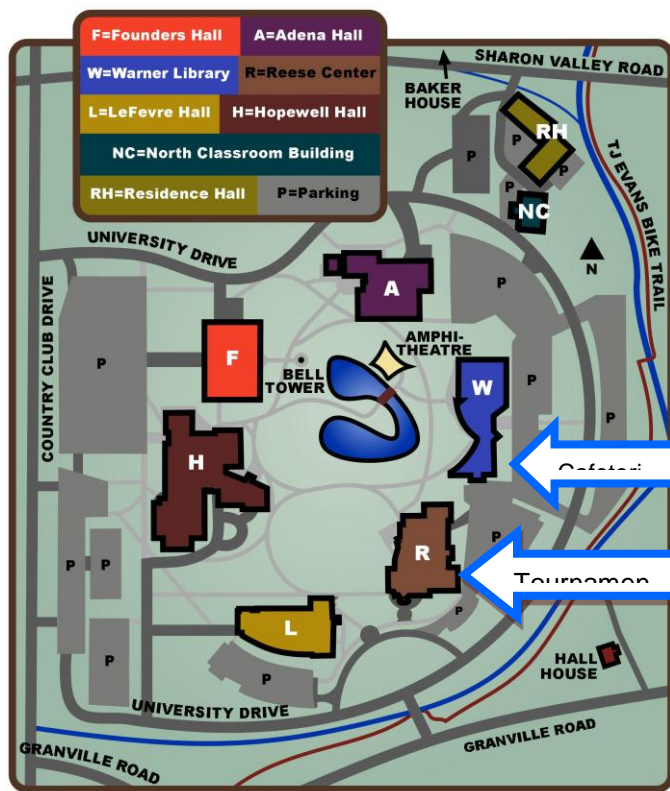 F=Founders Hall
A=Adena Hall
W=Warner Library
R=Reese Center
L=LeFevre Hall
H=Hopewell Hall
NC=North Classroom Building
RH=Residence Hall
P=Parking
SHARON VALLEY ROAD
BAKER
HOUSE
RH
P
P
P
P
NC
TJ EVANS BIKE TRAIL
N
UNIVERSITY DRIVE
COUNTRY CLUB DRIVE
A
P
AMPHI-
THEATRE
BELL
TOWER
F
P
W
P
P
H
Cafeteri
R
P
Tournamen
P
P
P
L
P
P
HALL
HOUSE
UNIVERSITY DRIVE
GRANVILLE ROAD
GRANVILLE ROAD